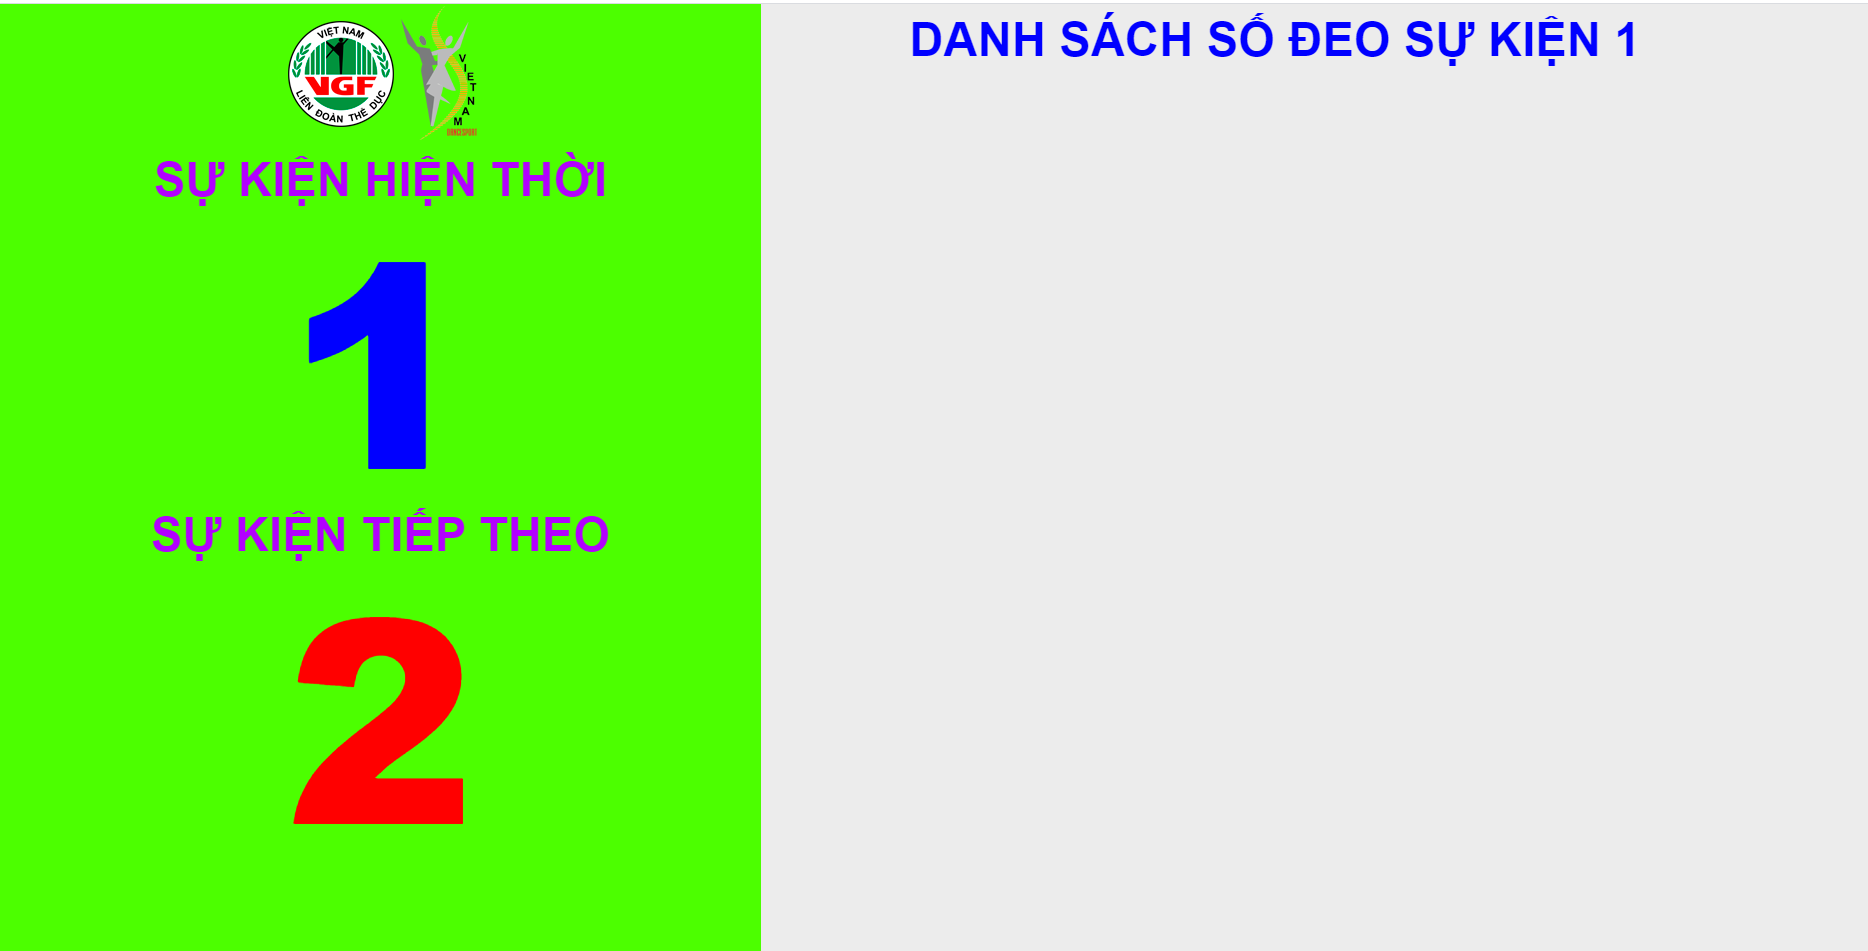 VIỆT NAM
VGF
LIÊN ĐOÀN THỂ DỤC
VIETNAM
DANCESPORT
SỰ KIỆN HIỆN THỜI
1
SỰ KIỆN TIẾP THEO
2
DANH SÁCH SỐ ĐEO SỰ KIỆN 1